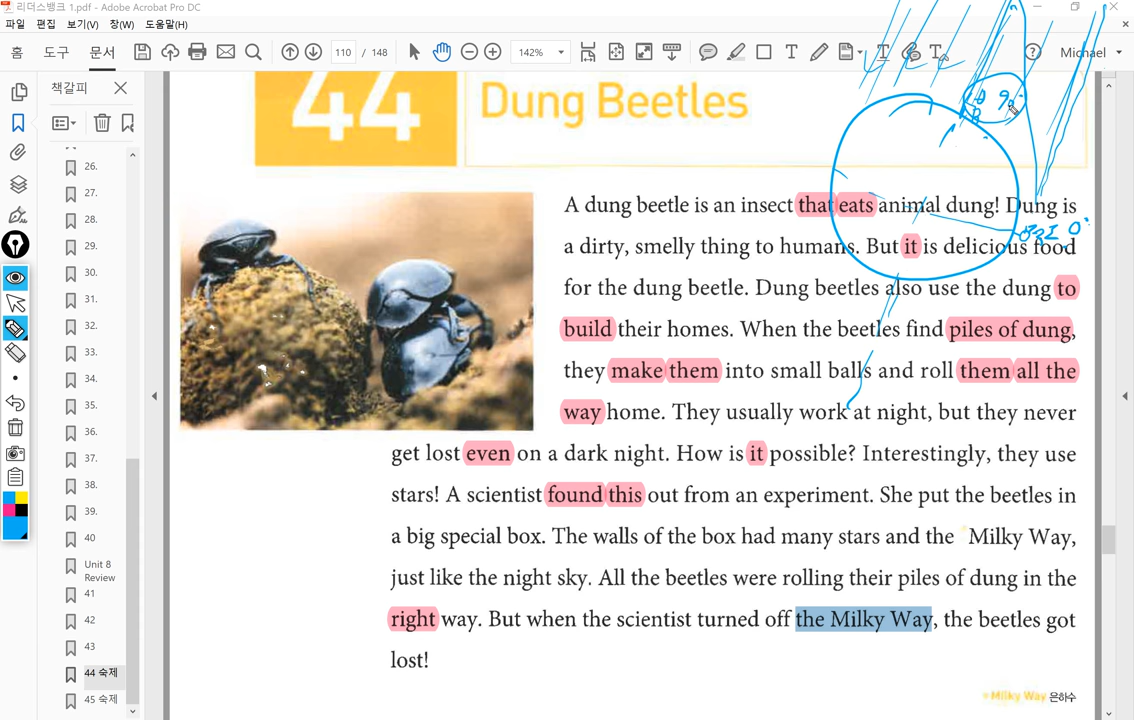 리더스뱅크 1.pdf - Adobe Acrobat Pro DC
파일 편집 보기(V) 창(W) 도움말(H)
홈 도구 문서 110 / 148 142% Michael
책갈피
26.
27.
28.
29.
30.
31.
32.
33.
34.
35.
36.
37.
38.
39.
40
Unit 8
Review
41
42
43
44 숙제
45 숙제
44 Dung Beetles
A dung beetle is an insect that eats animal dung! Dung is
a dirty, smelly thing to humans. But it is delicious food
for the dung beetle. Dung beetles also use the dung to
build their homes. When the beetles find piles of dung,
they make them into small balls and roll them all the
way home. They usually work at night, but they never
get lost even on a dark night. How is it possible? Interestingly, they use
stars! A scientist found this out from an experiment. She put the beetles in
a big special box. The walls of the box had many stars and the Milky Way,
just like the night sky. All the beetles were rolling their piles of dung in the
right way. But when the scientist turned off the Milky Way, the beetles got
lost!
Milky Way 은하수